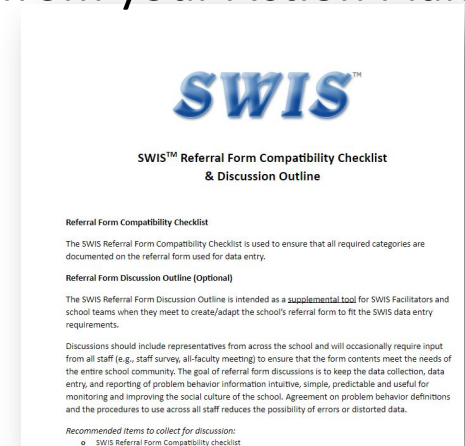 SWIS™
SWIS™ Referral Form Compatibility Checklist
& Discussion Outline
Referral Form Compatibility Checklist
The SWIS Referral Form Compatibility Checklist is used to ensure that all required categories are
documented on the referral form used for data entry.
Referral Form Discussion Outline (Optional)
The SWIS Referral Form Discussion Outline is intended as a supplemental tool for SWIS Facilitators and
school teams when they meet to create/adapt the school's referral form to fit the SWIS data entry
requirements.
Discussions should include representatives from across the school and will occasionally require input
from all staff (e.g., staff survey, all-faculty meeting) to ensure that the form contents meet the needs of
the entire school community. The goal of referral form discussions is to keep the data collection, data
entry, and reporting of problem behavior information intuitive, simple, predictable and useful for
monitoring and improving the social culture of the school. Agreement on problem behavior definitions
and the procedures to use across all staff reduces the possibility of errors or distorted data.
Recommended items to collect for discussion:
o SWIS Referral Form Compatibility checklist